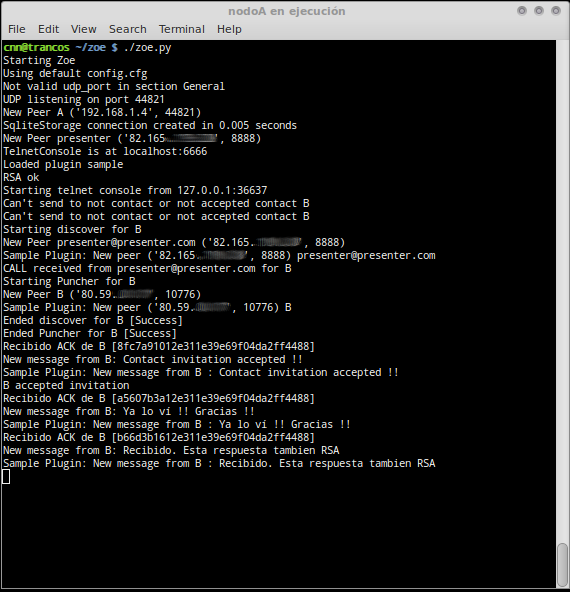 nodoA en ejecución
File Edit View Search Terminal Help
cnn@trancos ~/zoe $ ./zoe.py
Starting Zoe
Using default config.cfg
Not valid udp_port in section General
UDP listening on port 44821
New Peer A ('192.168.1.4', 44821)
SqliteStorage connection created in 0.005 seconds
New Peer presenter ('82.165. ', 8888)
TelnetConsole is at localhost:6666
Loaded plugin sample
RSA ok
Starting telnet console from 127.0.0.1:36637
Can't send to not contact or not accepted contact B
Can't send to not contact or not accepted contact B
Starting discover for B
New Peer presenter@presenter.com ('82.165. ', 8888)
Sample Plugin: New peer ('82.165. ', 8888) presenter@presenter.com
CALL received from presenter@presenter.com for B
Starting Puncher for B
New Peer B ('80.59. ', 10776)
Sample Plugin: New peer ('80.59. ', 10776) B
Ended discover for B [Success]
Ended Puncher for B [Success]
Recibido ACK de B [8fc7a91012e311e39e69f04da2ff4488]
New message from B: Contact invitation accepted !!
Sample Plugin: New message from B : Contact invitation accepted !!
B accepted invitation
Recibido ACK de B [a5607b3a12e311e39e69f04da2ff4488]
New message from B: Ya lo ví !! Gracias !!
Sample Plugin: New message from B : Ya lo ví !! Gracias !!
Recibido ACK de B [b66d3b1612e311e39e69f04da2ff4488]
New message from B: Recibido. Esta respuesta tambien RSA
Sample Plugin: New message from B : Recibido. Esta respuesta tambien RSA